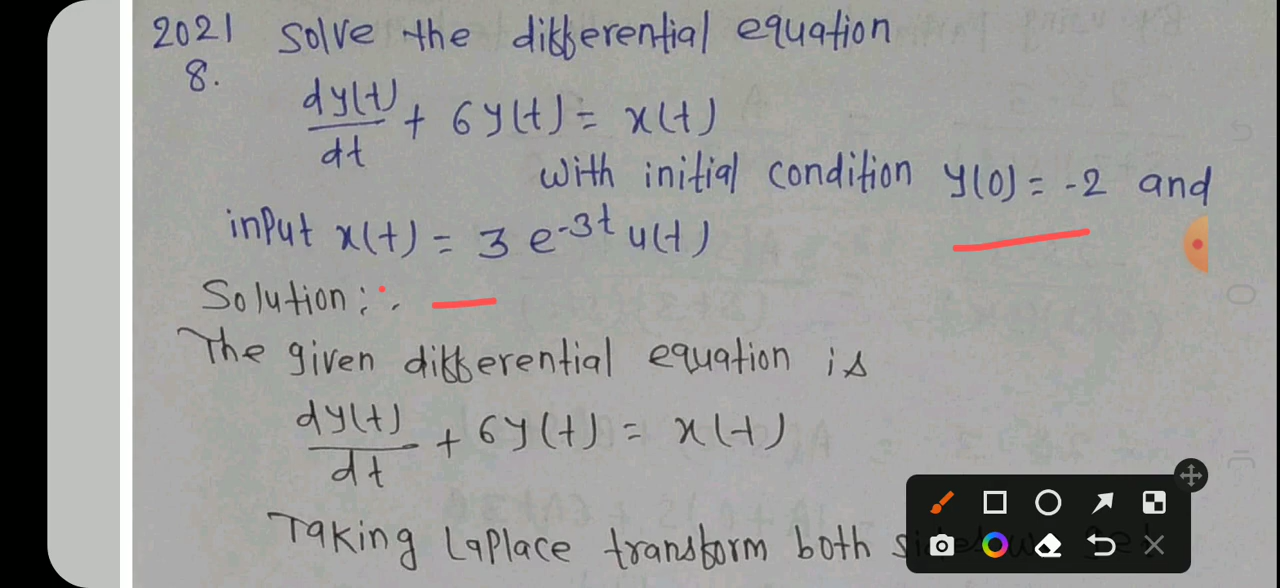 2021 Solve the differential equation
8.
dy(t)/dt + 6y(t) = x(t)
with initial condition y(0) = -2 and
input x(t) = 3 e^-3t u(t)
Solution:-
The given differential equation is
dy(t)/dt + 6y(t) = x(t)
Taking Laplace transform both